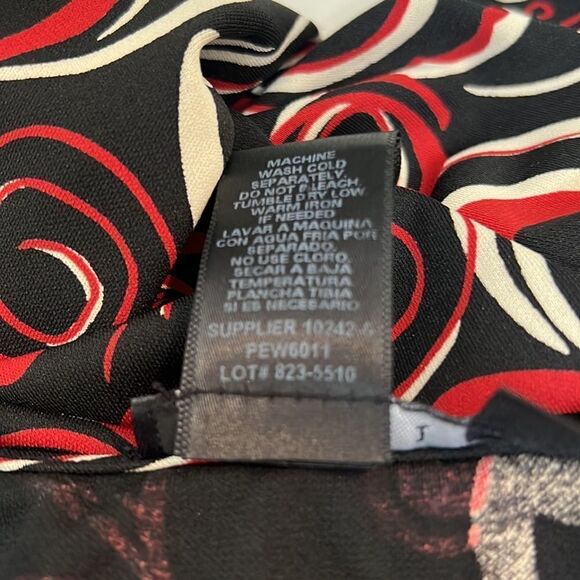 MACHINE
WASH COLD
SEPARATELY.
DO NOT BLEACH.
TUMBLE DRY LOW
WARM IRON
IF NEEDED
LAVAR A MAQUINA
CON AGUA FRIA POR
SEPARADO.
NO USE CLORO.
SECAR A BAJA
TEMPERATURA
PLANCHA TIBIA
SI ES NECESARIO
SUPPLIER 10242-6
PEW6011
LOT# 823-5510